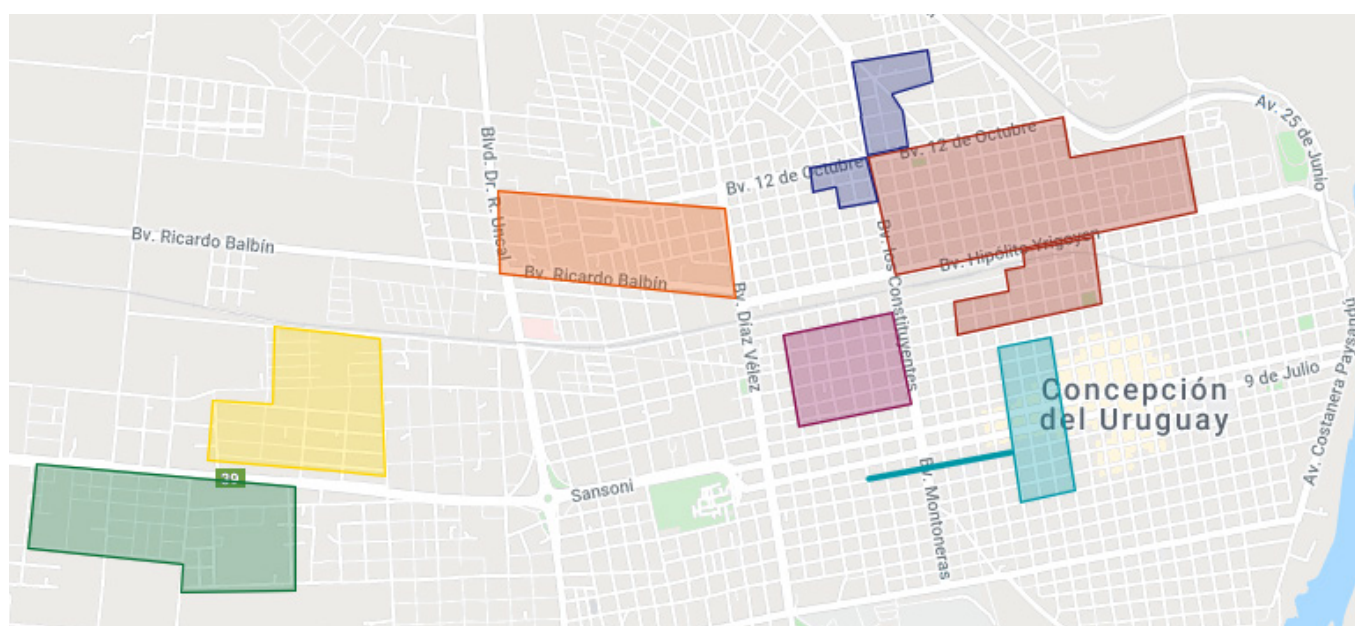 Av. 25 de Junio
Bv. 12 de Octubre
Bv. 12 de Octubre
Blvd. Dr. R. Uncal
Bv. Ricardo Balbín
Bv. Ricardo Balbín
Bv. Hipólito Yrigoyen
Bv. los Constituyentes
Bv. Díaz Vélez
Av. Costanera Paysandú
9 de Julio
Concepción
del Uruguay
39
Sansoni
Bv. Montoneras